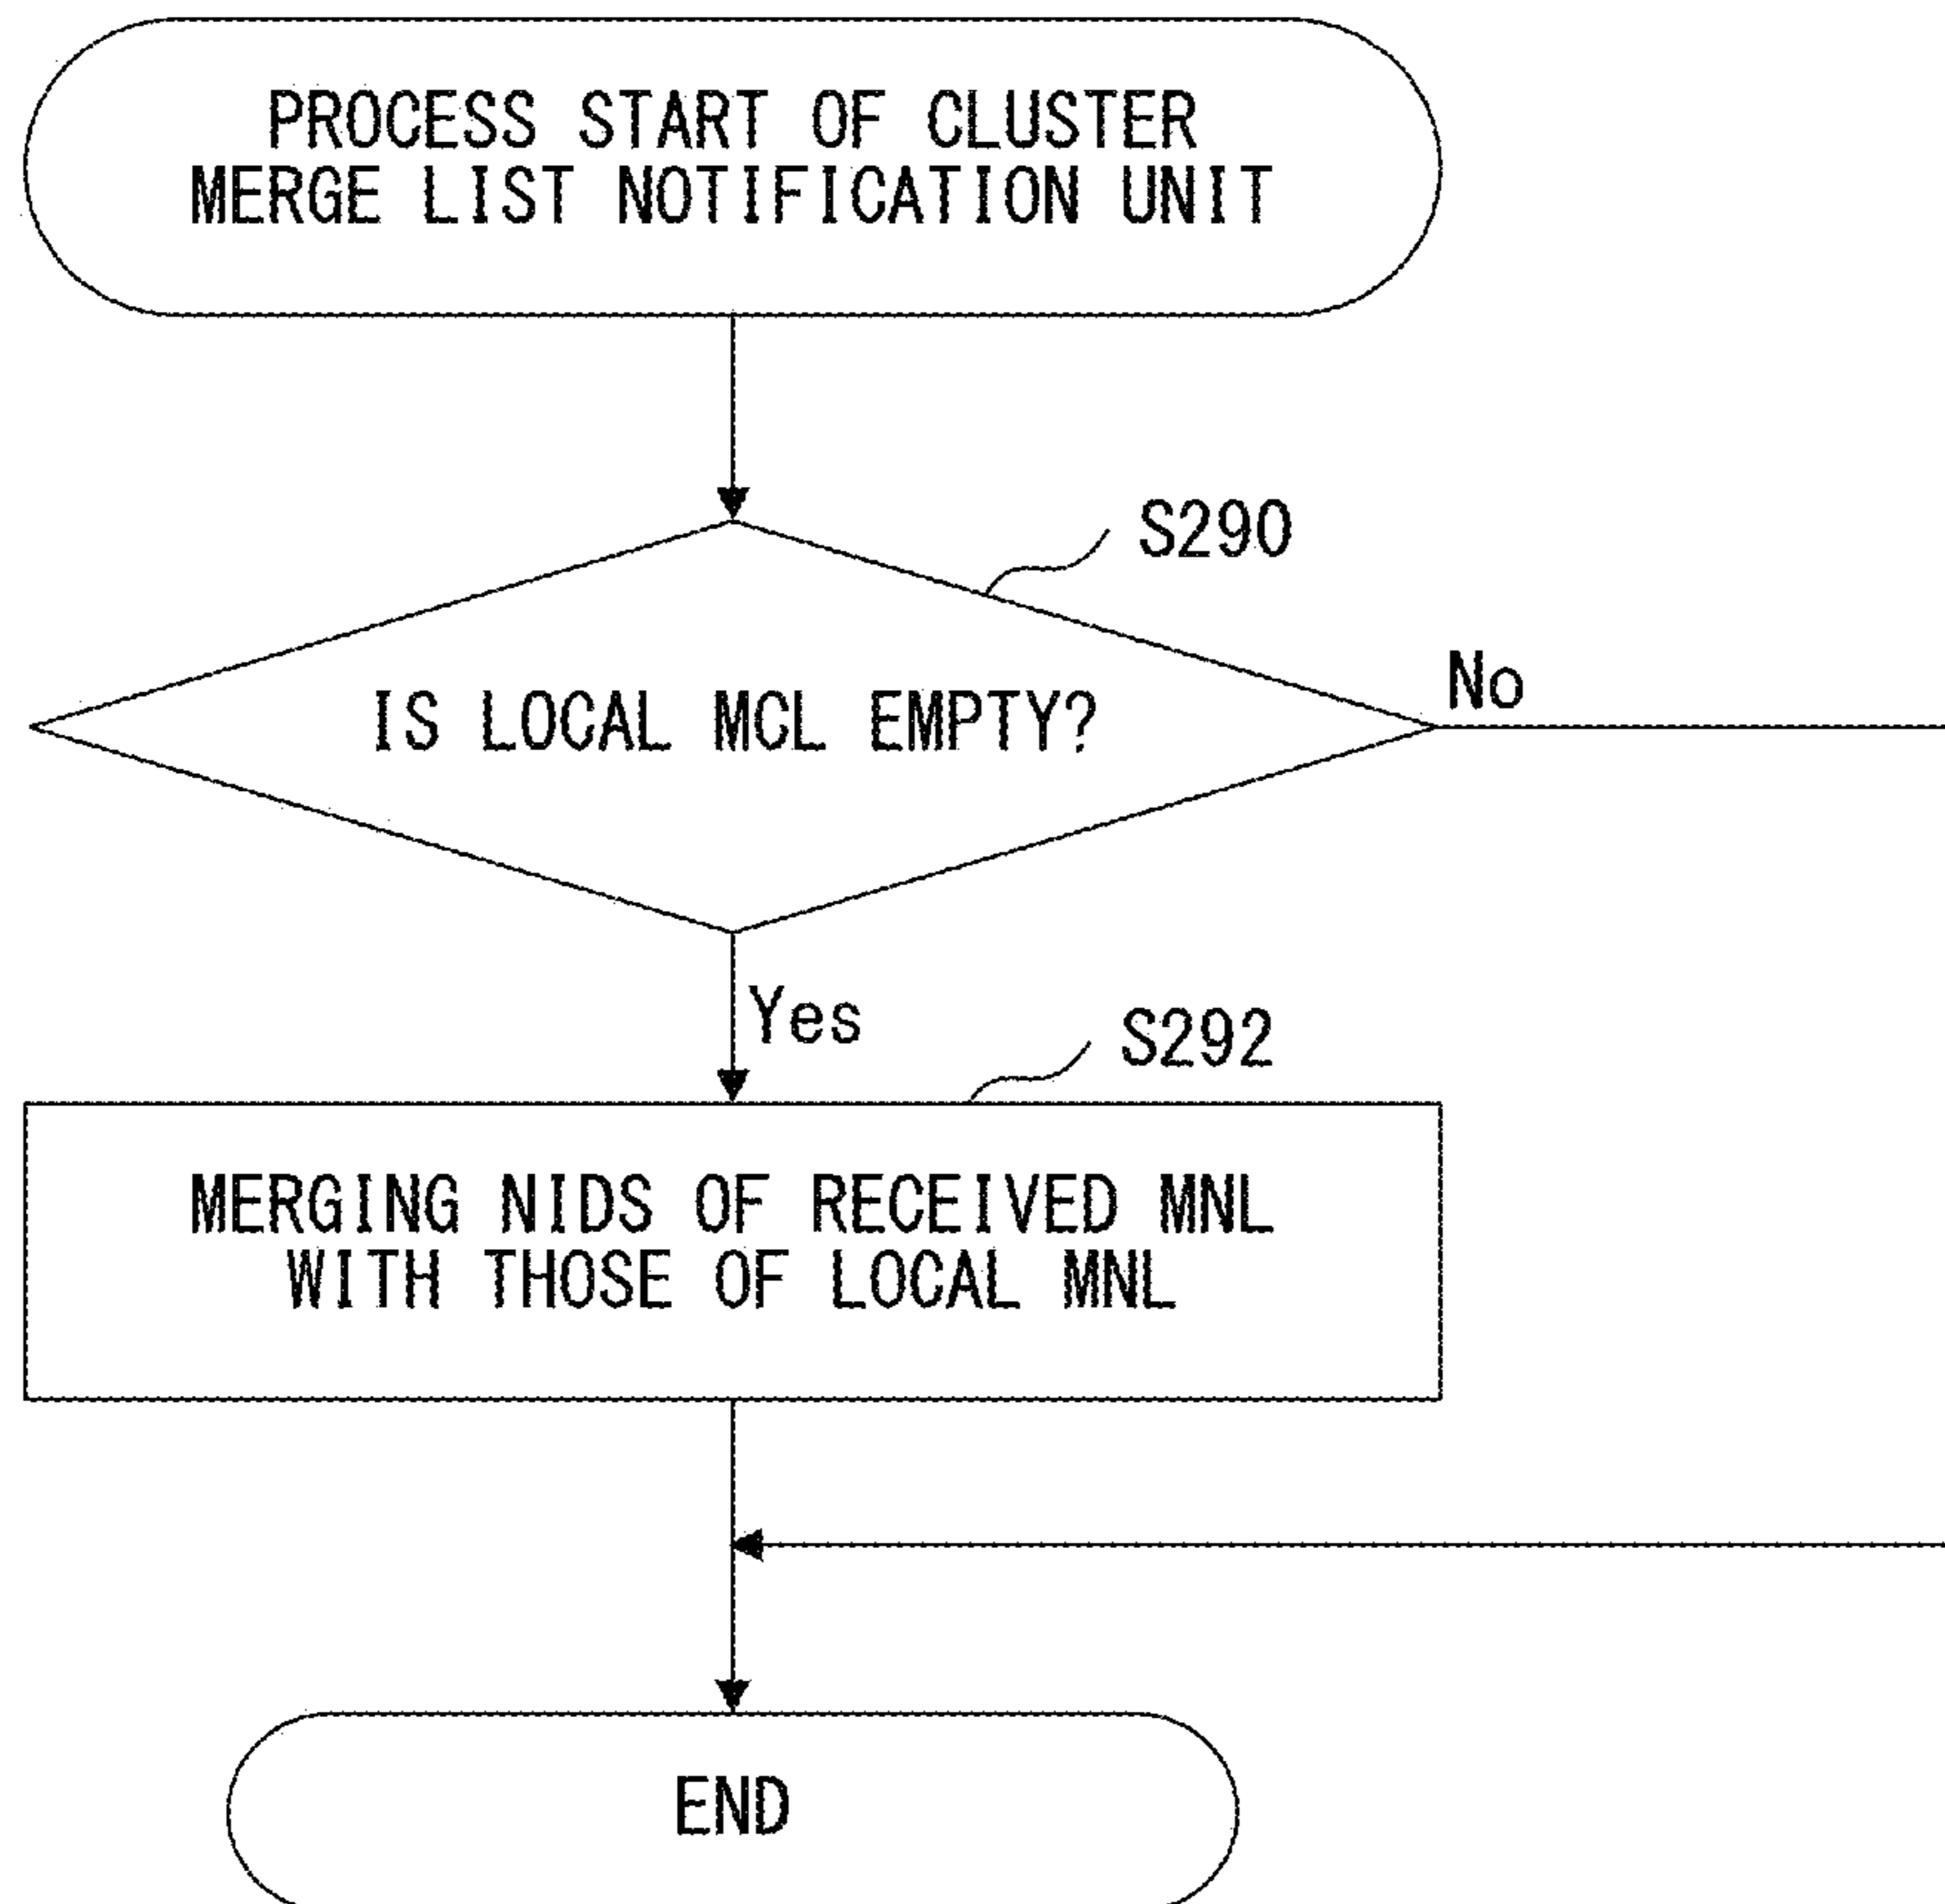 PROCESS START OF CLUSTER
MERGE LIST NOTIFICATION UNIT
S290
IS LOCAL MCL EMPTY?
No
Yes
S292
MERGING NIDS OF RECEIVED MNL
WITH THOSE OF LOCAL MNL
END